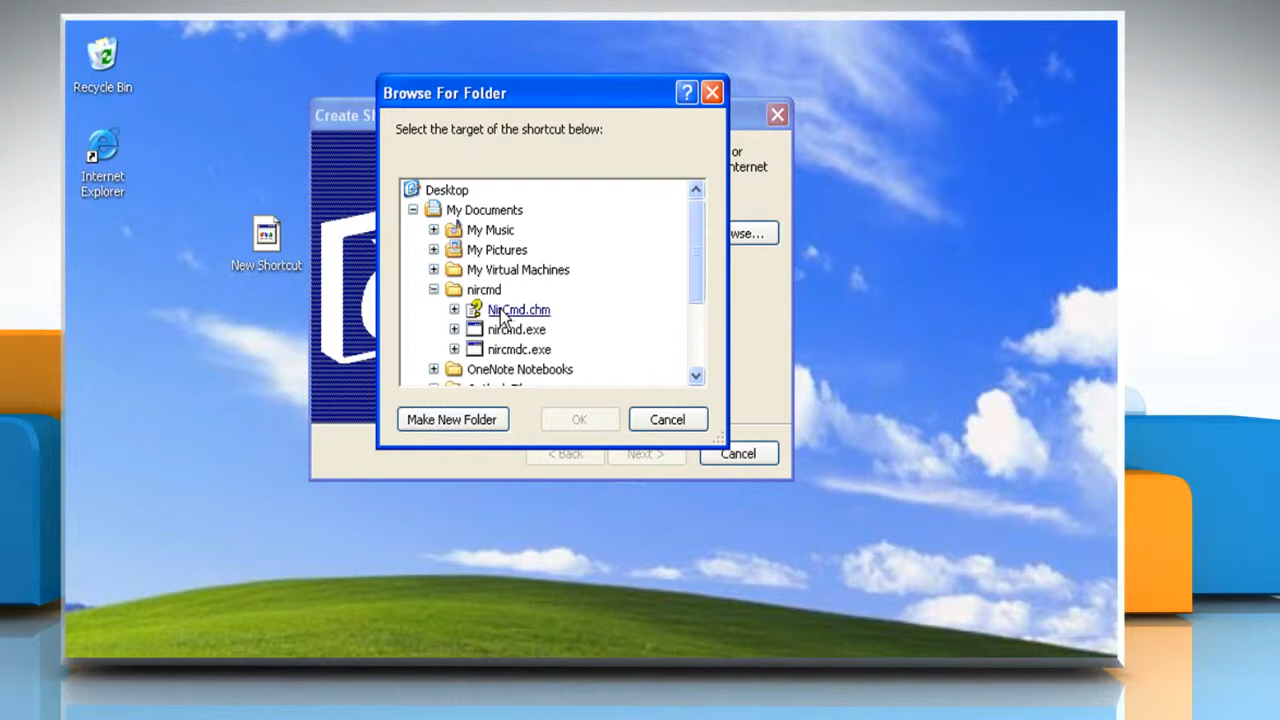 Recycle Bin
Internet
Explorer
New Shortcut
Create
or
Browse For Folder
Select the target of the shortcut below:
Desktop
My Documents
My Music
My Pictures
My Virtual Machines
nircmd
NirCmd.chm
nircmd.exe
nircmdc.exe
OneNote Notebooks
Make New Folder
OK
Cancel
< Back
Next >
Cancel